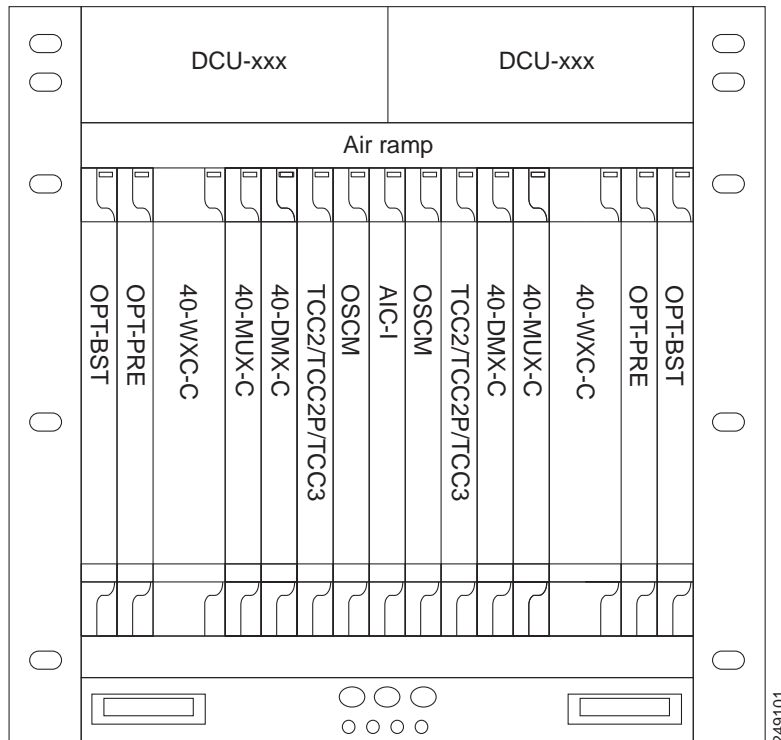 DCU-xxx
DCU-xxx
Air ramp
OPT-BST
OPT-PRE
40-WXC-C
40-MUX-C
40-DMX-C
TCC2/TCC2P/TCC3
OSCM
AIC-I
OSCM
TCC2/TCC2P/TCC3
40-DMX-C
40-MUX-C
40-WXC-C
OPT-PRE
OPT-BST
249101